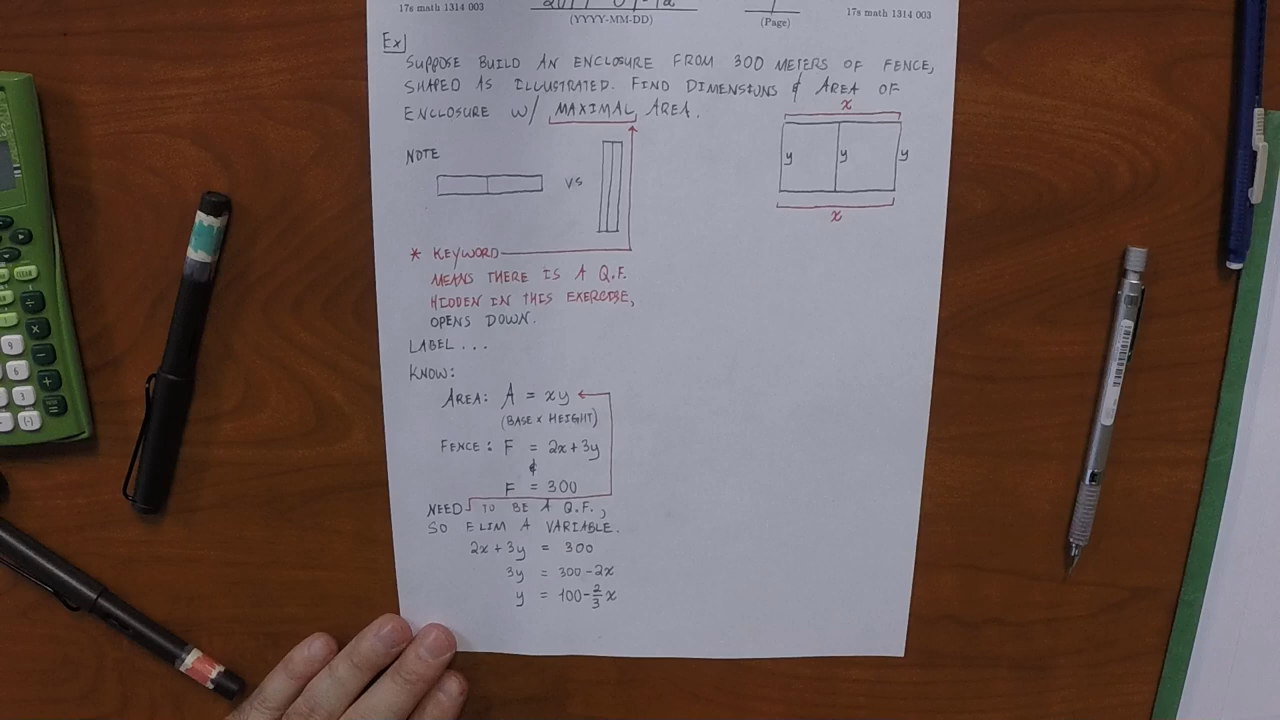 17s math 1314 003
(YYYY-MM-DD)
(Page)
17s math 1314 003
Ex
SUPPOSE BUILD AN ENCLOSURE FROM 300 METERS OF FENCE,
SHAPED AS ILLUSTRATED. FIND DIMENSIONS & AREA OF
ENCLOSURE W/ MAXIMAL AREA.
x
y y y
x
NOTE
VS
* KEYWORD
MEANS THERE IS A Q.F.
HIDDEN IN THIS EXERCISE,
OPENS DOWN.
LABEL...
KNOW:
AREA: A = xy
(BASE × HEIGHT)
FENCE: F = 2x+3y
&
F = 300
NEED TO BE A Q.F.,
SO ELIM A VARIABLE.
2x+3y = 300
3y = 300-2x
y = 100-2/3x